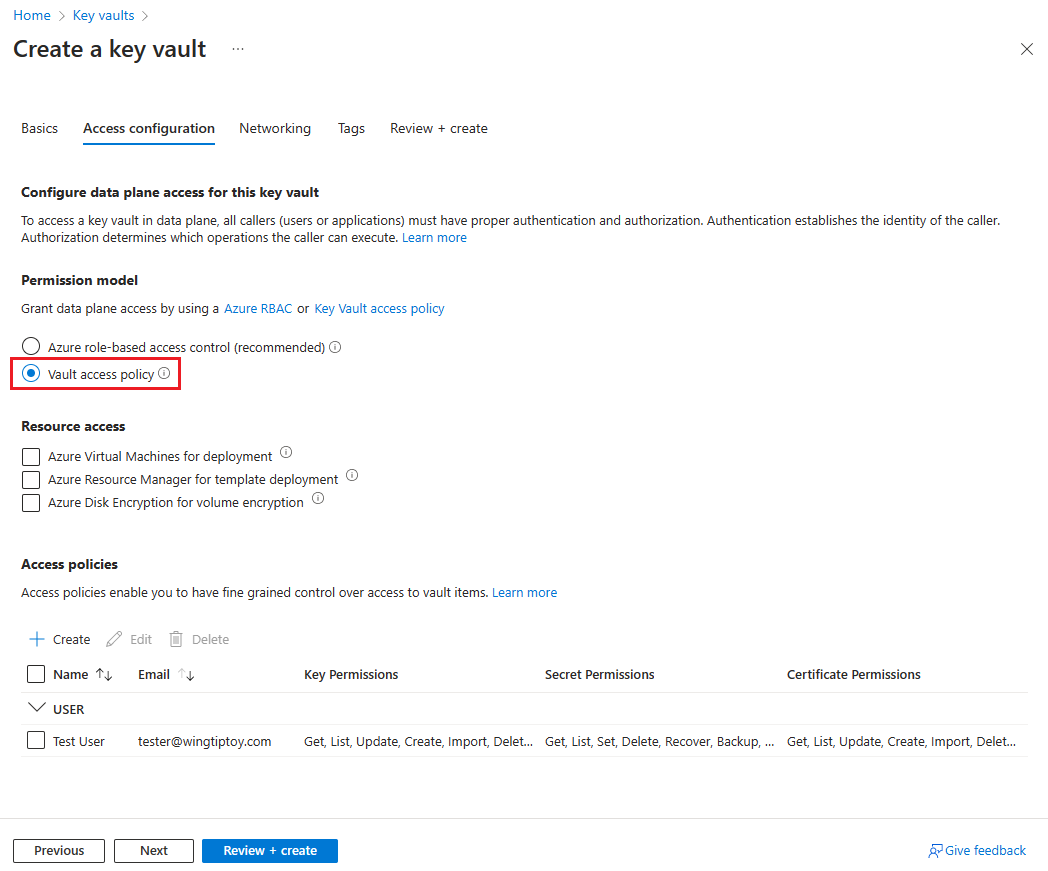 Home > Key vaults >
Create a key vault ...
Basics Access configuration Networking Tags Review + create
Configure data plane access for this key vault
To access a key vault in data plane, all callers (users or applications) must have proper authentication and authorization. Authentication establishes the identity of the caller.
Authorization determines which operations the caller can execute. Learn more
Permission model
Grant data plane access by using a Azure RBAC or Key Vault access policy
Azure role-based access control (recommended)
Vault access policy
Resource access
Azure Virtual Machines for deployment
Azure Resource Manager for template deployment
Azure Disk Encryption for volume encryption
Access policies
Access policies enable you to have fine grained control over access to vault items. Learn more
Create Edit Delete
Name Email Key Permissions Secret Permissions Certificate Permissions
USER
Test User tester@wingtiptoy.com Get, List, Update, Create, Import, Delet... Get, List, Set, Delete, Recover, Backup, ... Get, List, Update, Create, Import, Delet...
Previous Next Review + create Give feedback